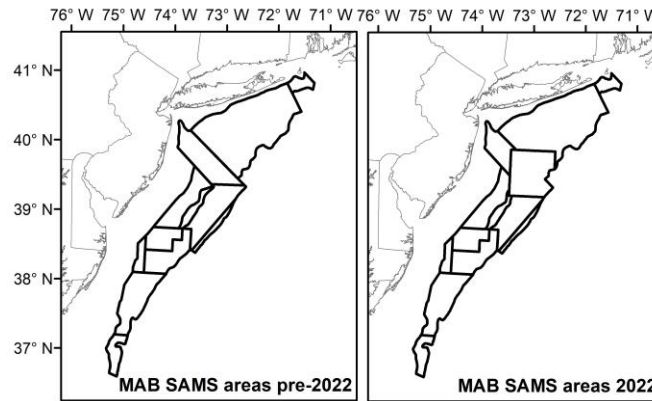 76° W 75° W 74° W 73° W 72° W 71° W 76° W 75° W 74° W 73° W 72° W 71° W
41° N
40° N
39° N
38° N
37° N
MAB SAMS areas pre-2022 MAB SAMS areas 2022